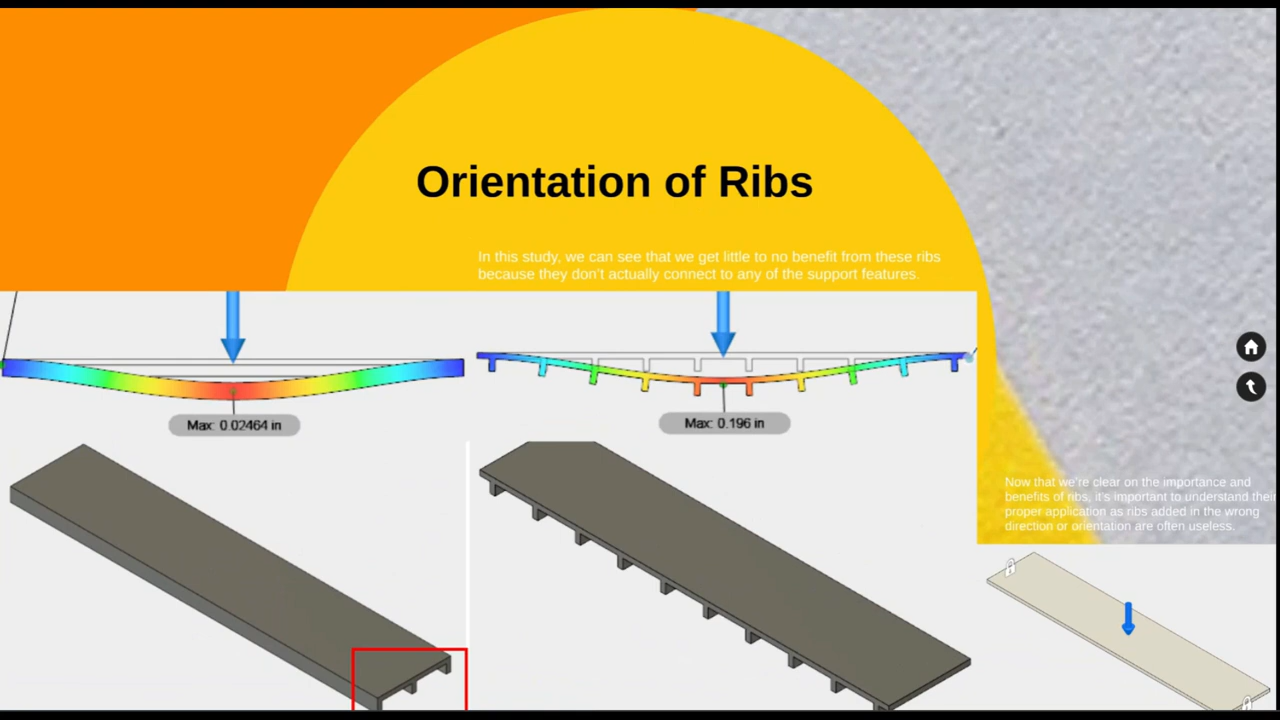 Orientation of Ribs
In this study, we can see that we get little to no benefit from these ribs
because they don't actually connect to any of the support features.
Max: 0.02464 in
Max: 0.196 in
Now that we're clear on the importance and
benefits of ribs, it's important to understand their
proper application as ribs added in the wrong
direction or orientation are often useless.